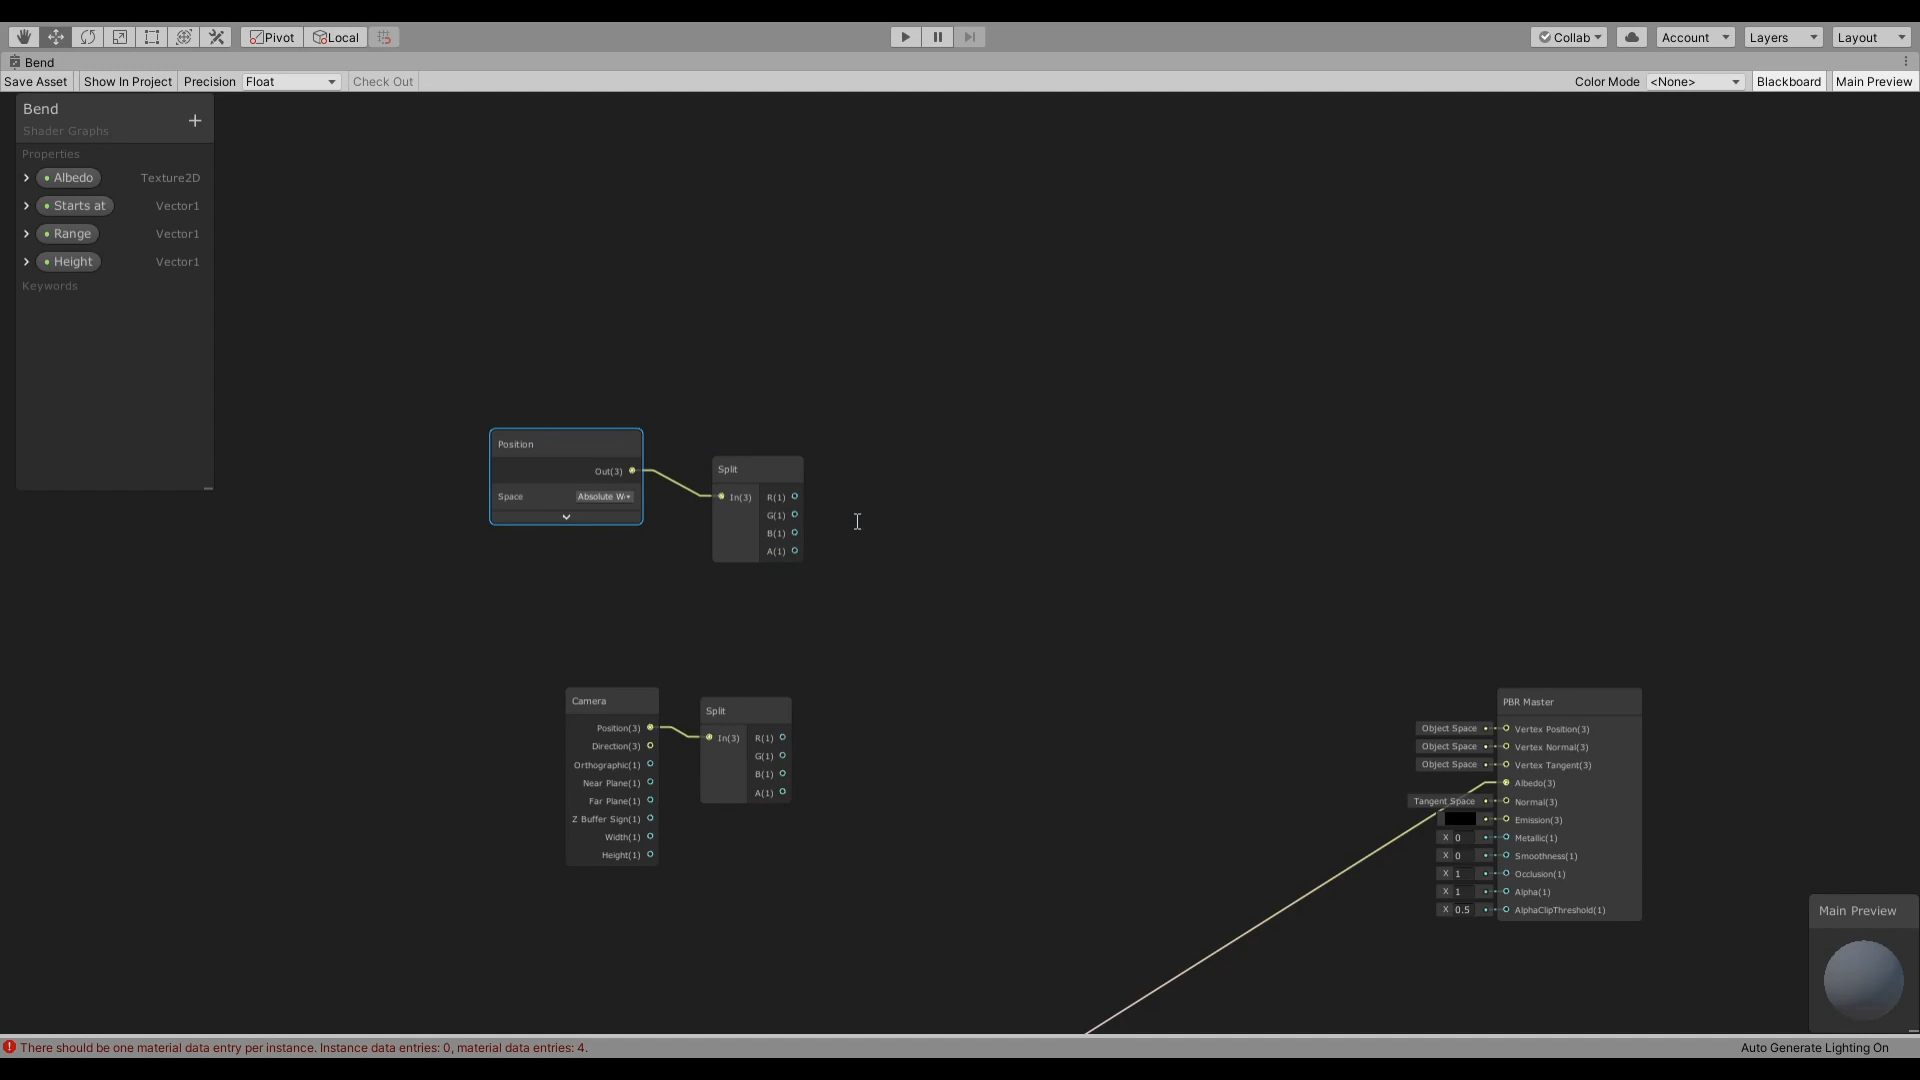 Pivot Local Collab Account Layers Layout
Bend
Save Asset Show In Project Precision Float Check Out Color Mode <None> Blackboard Main Preview
Bend
Shader Graphs
Properties
Albedo Texture2D
Starts at Vector1
Range Vector1
Height Vector1
Keywords
Position
Out(3)
Space Absolute W
Split
In(3) R(1)
G(1)
B(1)
A(1)
Camera
Position(3)
Direction(3)
Orthographic(1)
Near Plane(1)
Far Plane(1)
Z Buffer Sign(1)
Width(1)
Height(1)
Split
In(3) R(1)
G(1)
B(1)
A(1)
PBR Master
Object Space Vertex Position(3)
Object Space Vertex Normal(3)
Object Space Vertex Tangent(3)
Albedo(3)
Tangent Space Normal(3)
Emission(3)
X 0 Metallic(1)
X 0 Smoothness(1)
X 1 Occlusion(1)
X 1 Alpha(1)
X 0.5 AlphaClipThreshold(1)
Main Preview
There should be one material data entry per instance. Instance data entries: 0, material data entries: 4.
Auto Generate Lighting On